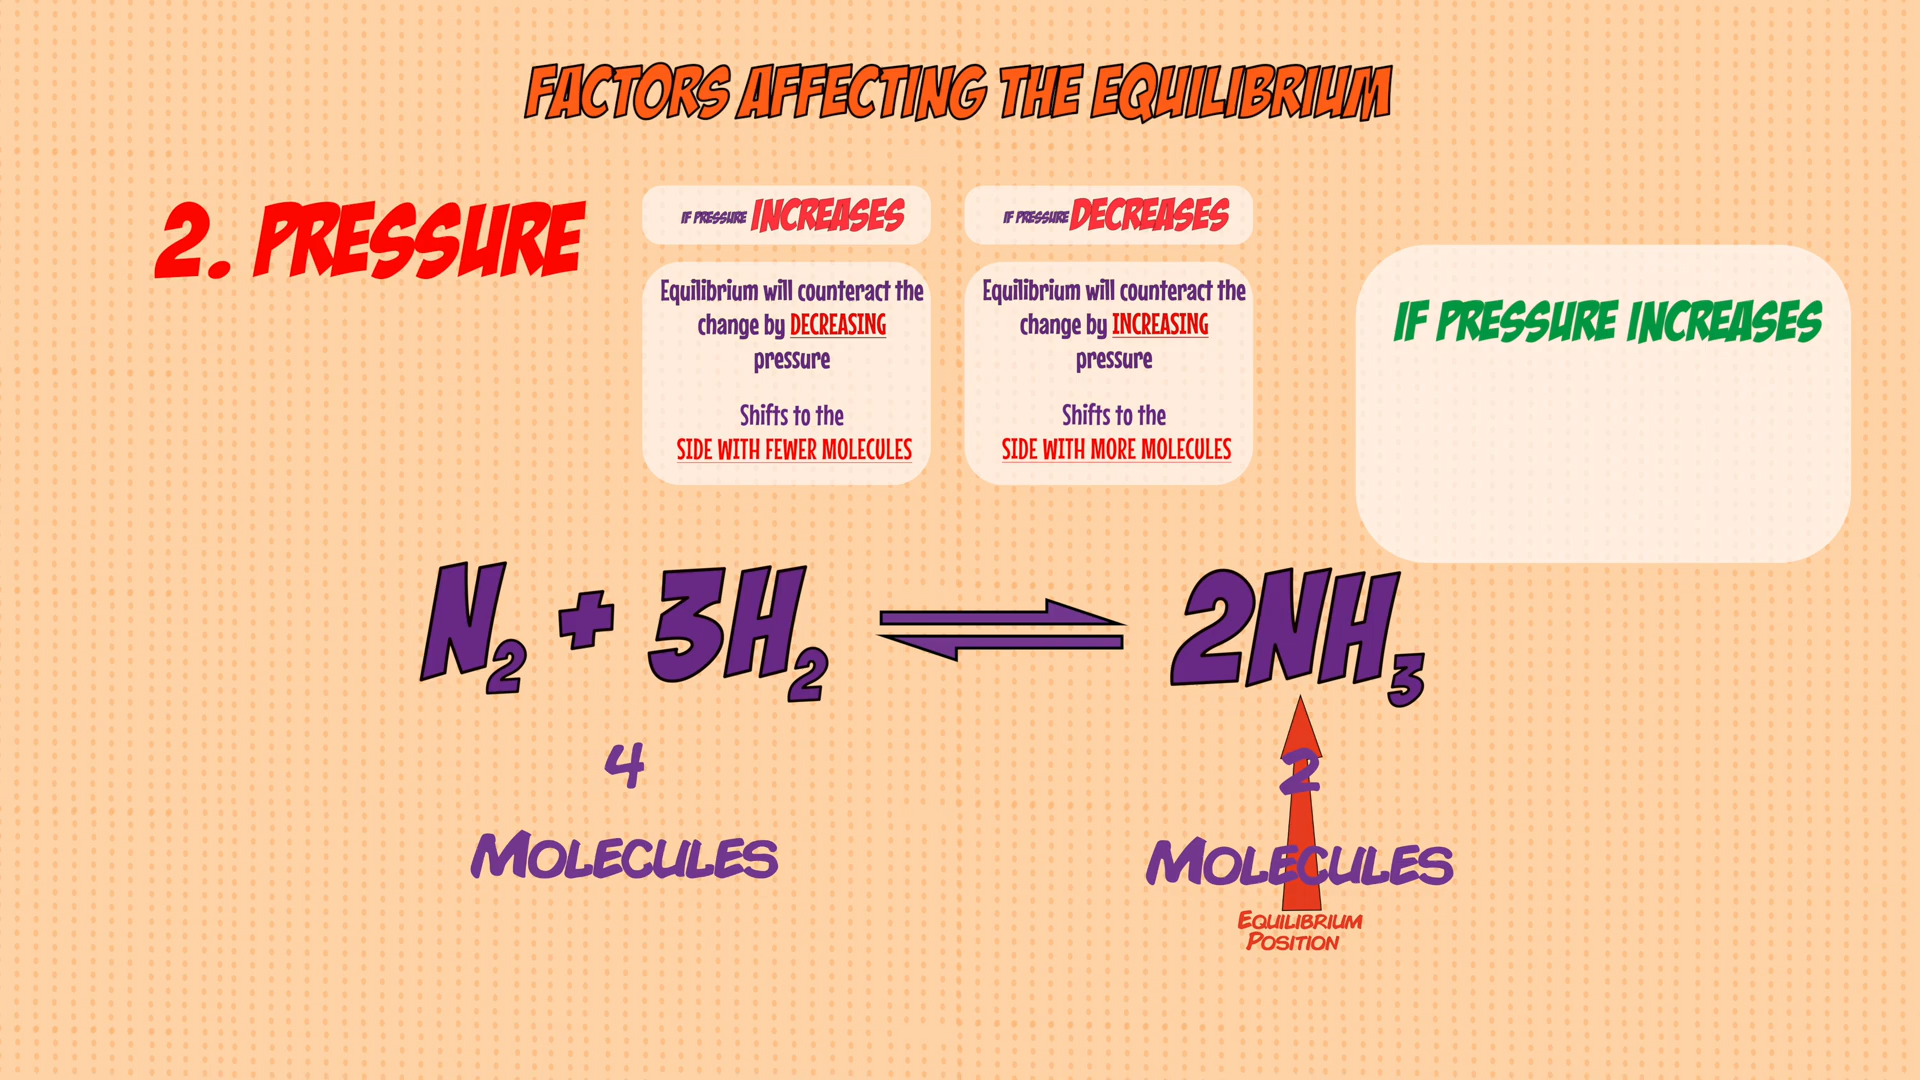 FACTORS AFFECTING THE EQUILIBRIUM
2. PRESSURE
IF PRESSURE INCREASES
Equilibrium will counteract the
change by DECREASING
pressure
Shifts to the
SIDE WITH FEWER MOLECULES
IF PRESSURE DECREASES
Equilibrium will counteract the
change by INCREASING
pressure
Shifts to the
SIDE WITH MORE MOLECULES
IF PRESSURE INCREASES
N₂ + 3H₂ ⇌ 2NH₃
4
MOLECULES
2
MOLECULES
EQUILIBRIUM
POSITION